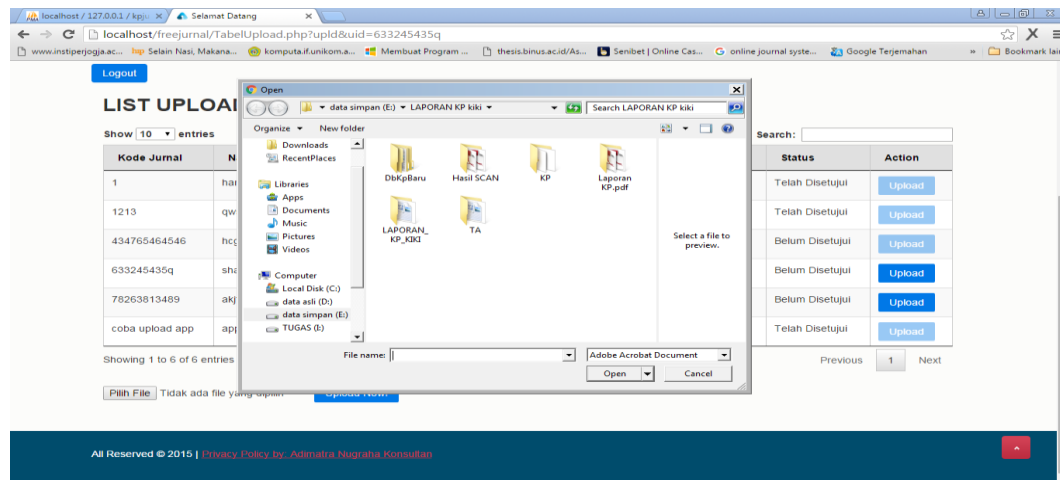 localhost / 127.0.0.1 / kpju
Selamat Datang
localhost/freejurnal/TabelUpload.php?upld&uid=633245435q
www.instiperjogja.ac...
Selain Nasi, Makana...
komputa.if.unikom.a...
Membuat Program ...
thesis.binus.ac.id/As...
Senibet | Online Cas...
online journal syste...
Google Terjemahan
»
Bookmark lain
Logout
LIST UPLOA
Show 10 entries
Search:
Kode Jurnal
N
Status
Action
1
har
Telah Disetujui
Upload
1213
qw
Telah Disetujui
Upload
434765464546
hcg
Belum Disetujui
Upload
633245435q
sha
Belum Disetujui
Upload
78263813489
akj
Belum Disetujui
Upload
coba upload app
app
Telah Disetujui
Upload
Showing 1 to 6 of 6 entries
Previous 1 Next
Pilih File Tidak ada file yang dipilih
Upload Now!
Open
data simpan (E:) LAPORAN KP kiki
Search LAPORAN KP kiki
Organize
New folder
Downloads
RecentPlaces
Libraries
Apps
Documents
Music
Pictures
Videos
Computer
Local Disk (C:)
data asli (D:)
data simpan (E:)
TUGAS (I:)
DbKpBaru
Hasil SCAN
KP
Laporan
KP.pdf
LAPORAN_
KP_KIKI
TA
Select a file to
preview.
File name:
Adobe Acrobat Document
Open
Cancel
All Reserved © 2015 | Privacy Policy by: Adimatra Nugraha Konsultan